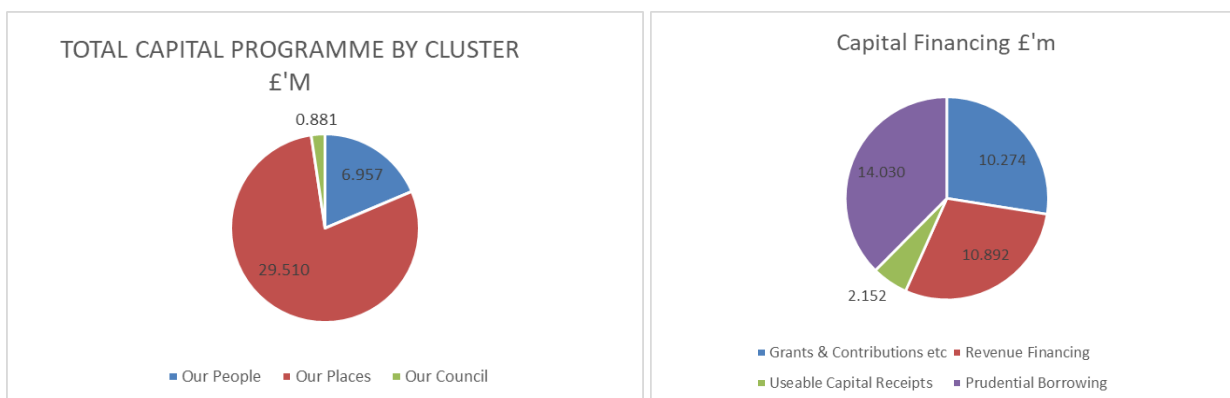 TOTAL CAPITAL PROGRAMME BY CLUSTER
£'M
0.881
6.957
29.510
Our People Our Places Our Council
Capital Financing £'m
10.274
14.030
10.892
2.152
Grants & Contributions etc Revenue Financing
Useable Capital Receipts Prudential Borrowing